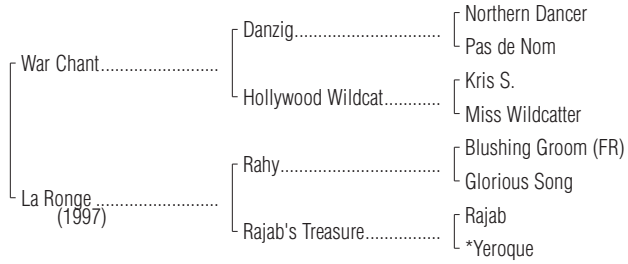 Northern Dancer
Danzig......................................
Pas de Nom
War Chant..............................
Kris S.
Hollywood Wildcat..............
Miss Wildcatter
Blushing Groom (FR)
Rahy..........................................
Glorious Song
La Ronge ................................
(1997)
Rajab
Rajab's Treasure...................
*Yeroque